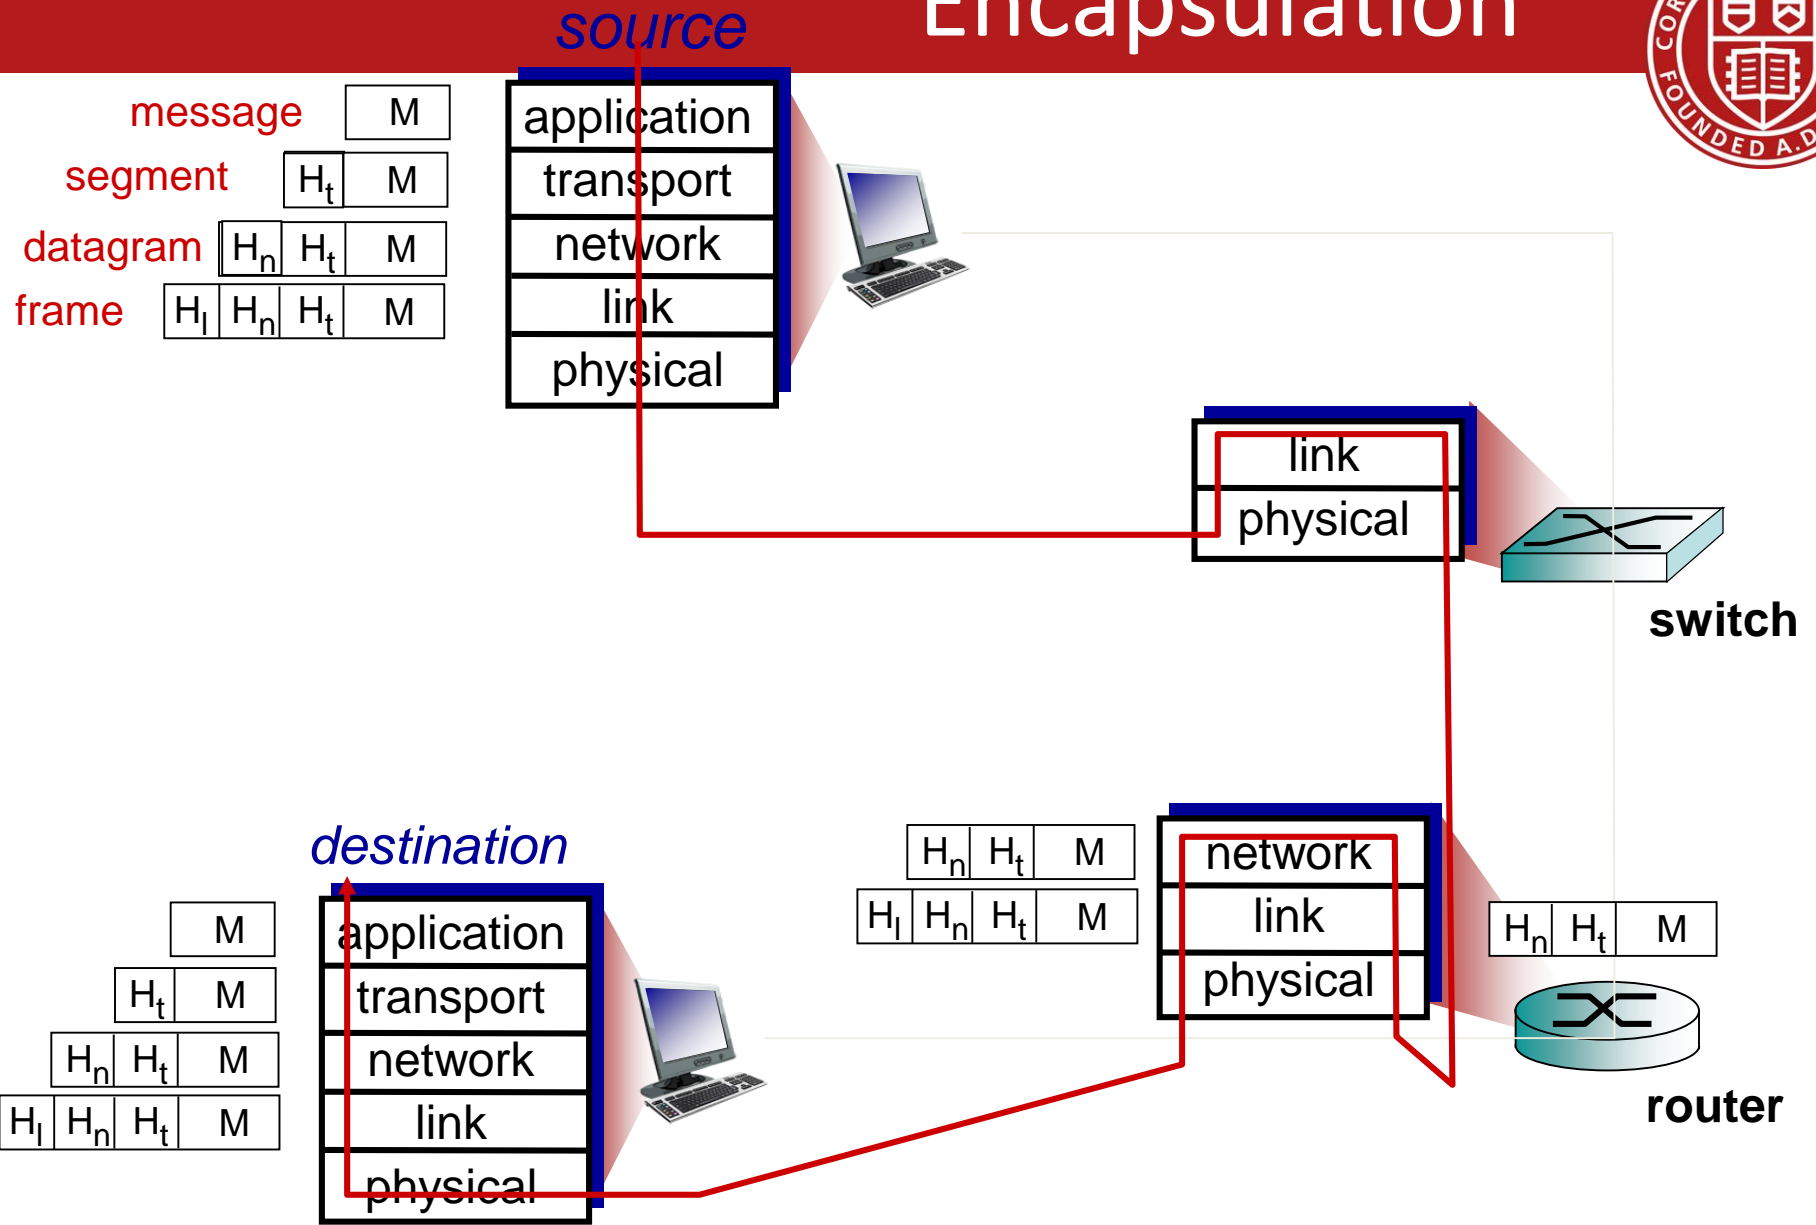 Encapsulation
source
message M
segment Ht M
datagram Hn Ht M
frame Hl Hn Ht M
application
transport
network
link
physical
link
physical
switch
destination
M
Ht M
Hn Ht M
Hl Hn Ht M
application
transport
network
link
physical
Hn Ht M
Hl Hn Ht M
network
link
physical
Hn Ht M
router
FOUNDED A.D